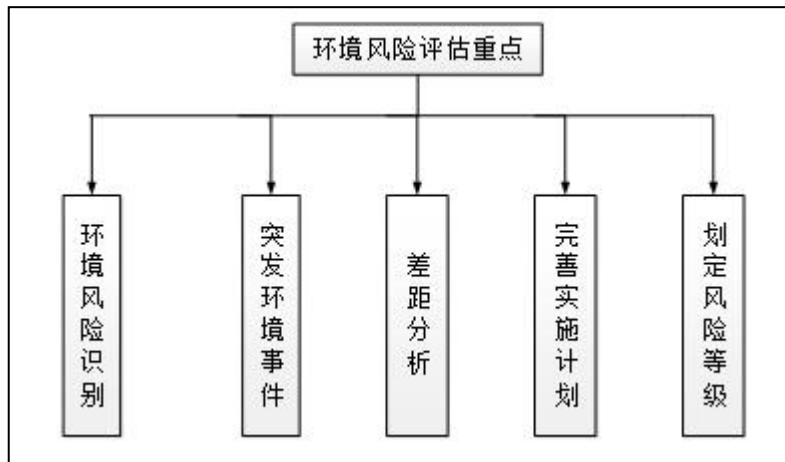 环境风险评估重点
环境风险识别
突发环境事件
差距分析
完善实施计划
划定风险等级